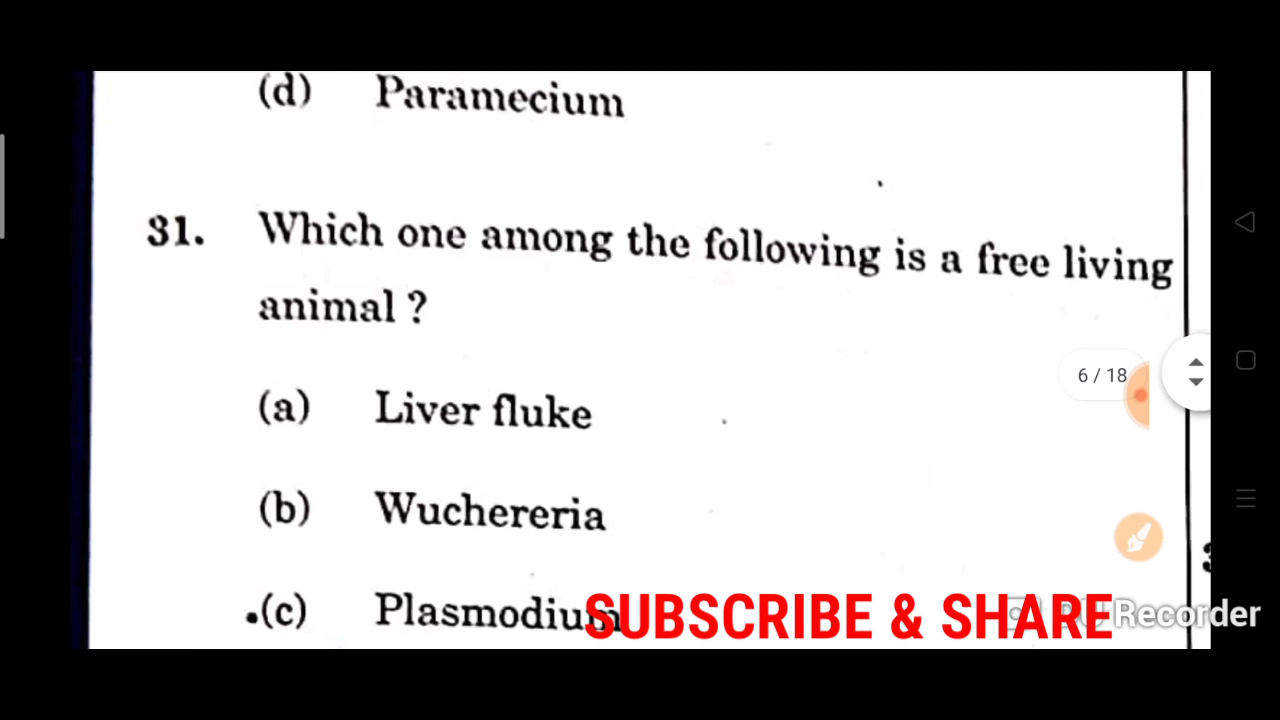 (d) Paramecium
31. Which one among the following is a free living
animal ?
6 / 18
(a) Liver fluke
(b) Wuchereria
.(c) Plasmodium
SUBSCRIBE & SHARE
Recorder